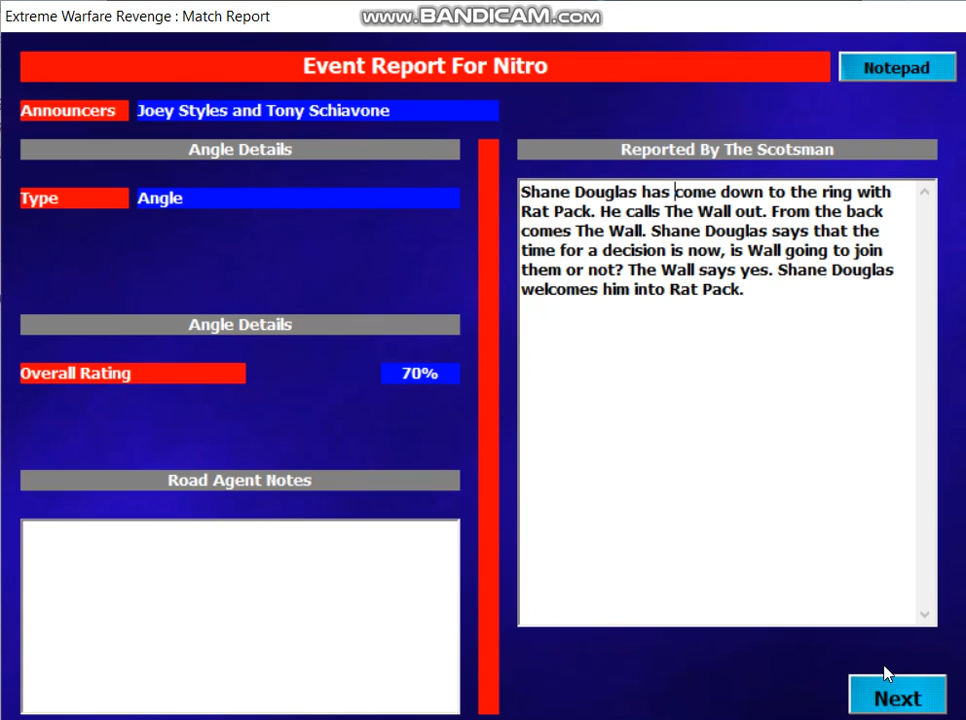 Extreme Warfare Revenge : Match Report
www.BANDICAM.com
Event Report For Nitro
Notepad
Announcers
Joey Styles and Tony Schiavone
Angle Details
Type
Angle
Angle Details
Overall Rating
70%
Road Agent Notes
Reported By The Scotsman
Shane Douglas has come down to the ring with
Rat Pack. He calls The Wall out. From the back
comes The Wall. Shane Douglas says that the
time for a decision is now, is Wall going to join
them or not? The Wall says yes. Shane Douglas
welcomes him into Rat Pack.
Next